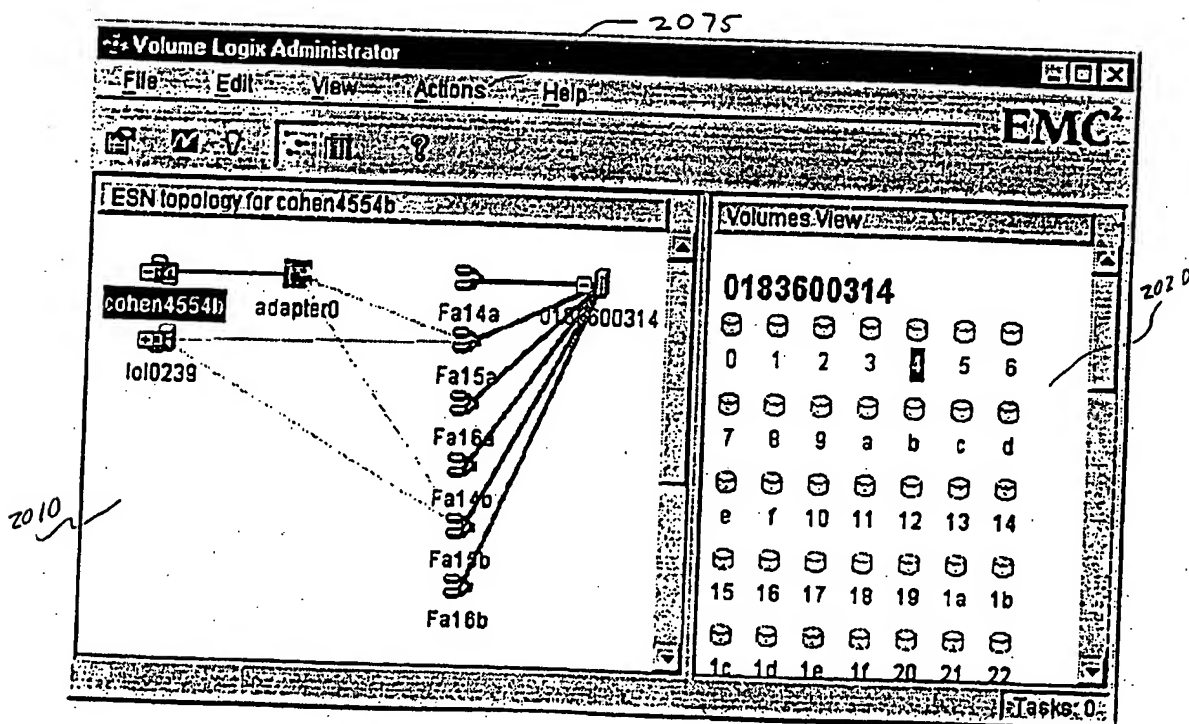 2075
Volume Logix Administrator
File Edit View Actions Help
EMC²
?
ESN topology for cohen4554b
Volumes View
cohen4554b
adapter0
Fa14a
0183600314
lol0239
Fa15a
Fa16a
Fa14b
Fa15b
Fa16b
0183600314
0 1 2 3 4 5 6
7 8 9 a b c d
e f 10 11 12 13 14
15 16 17 18 19 1a 1b
1c 1d 1e 1f 20 21 22
2020
2010
Tasks: 0